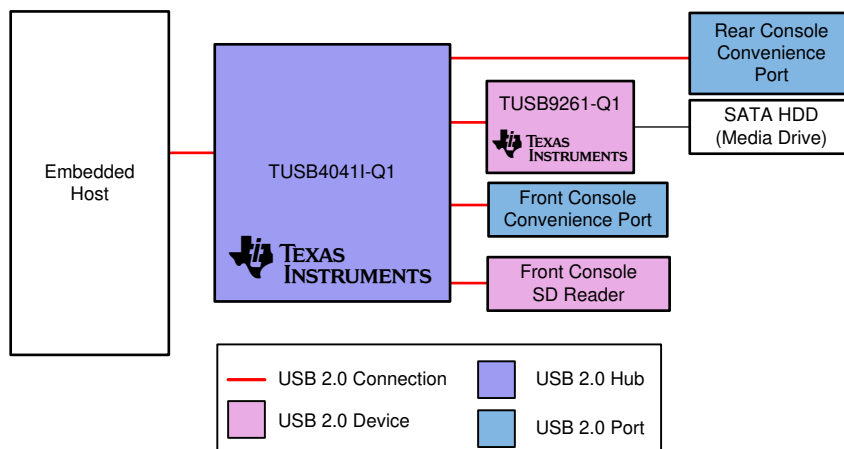 Embedded
Host
TUSB4041I-Q1
TEXAS
INSTRUMENTS
Rear Console
Convenience
Port
TUSB9261-Q1
TEXAS
INSTRUMENTS
SATA HDD
(Media Drive)
Front Console
Convenience Port
Front Console
SD Reader
USB 2.0 Connection
USB 2.0 Hub
USB 2.0 Device
USB 2.0 Port